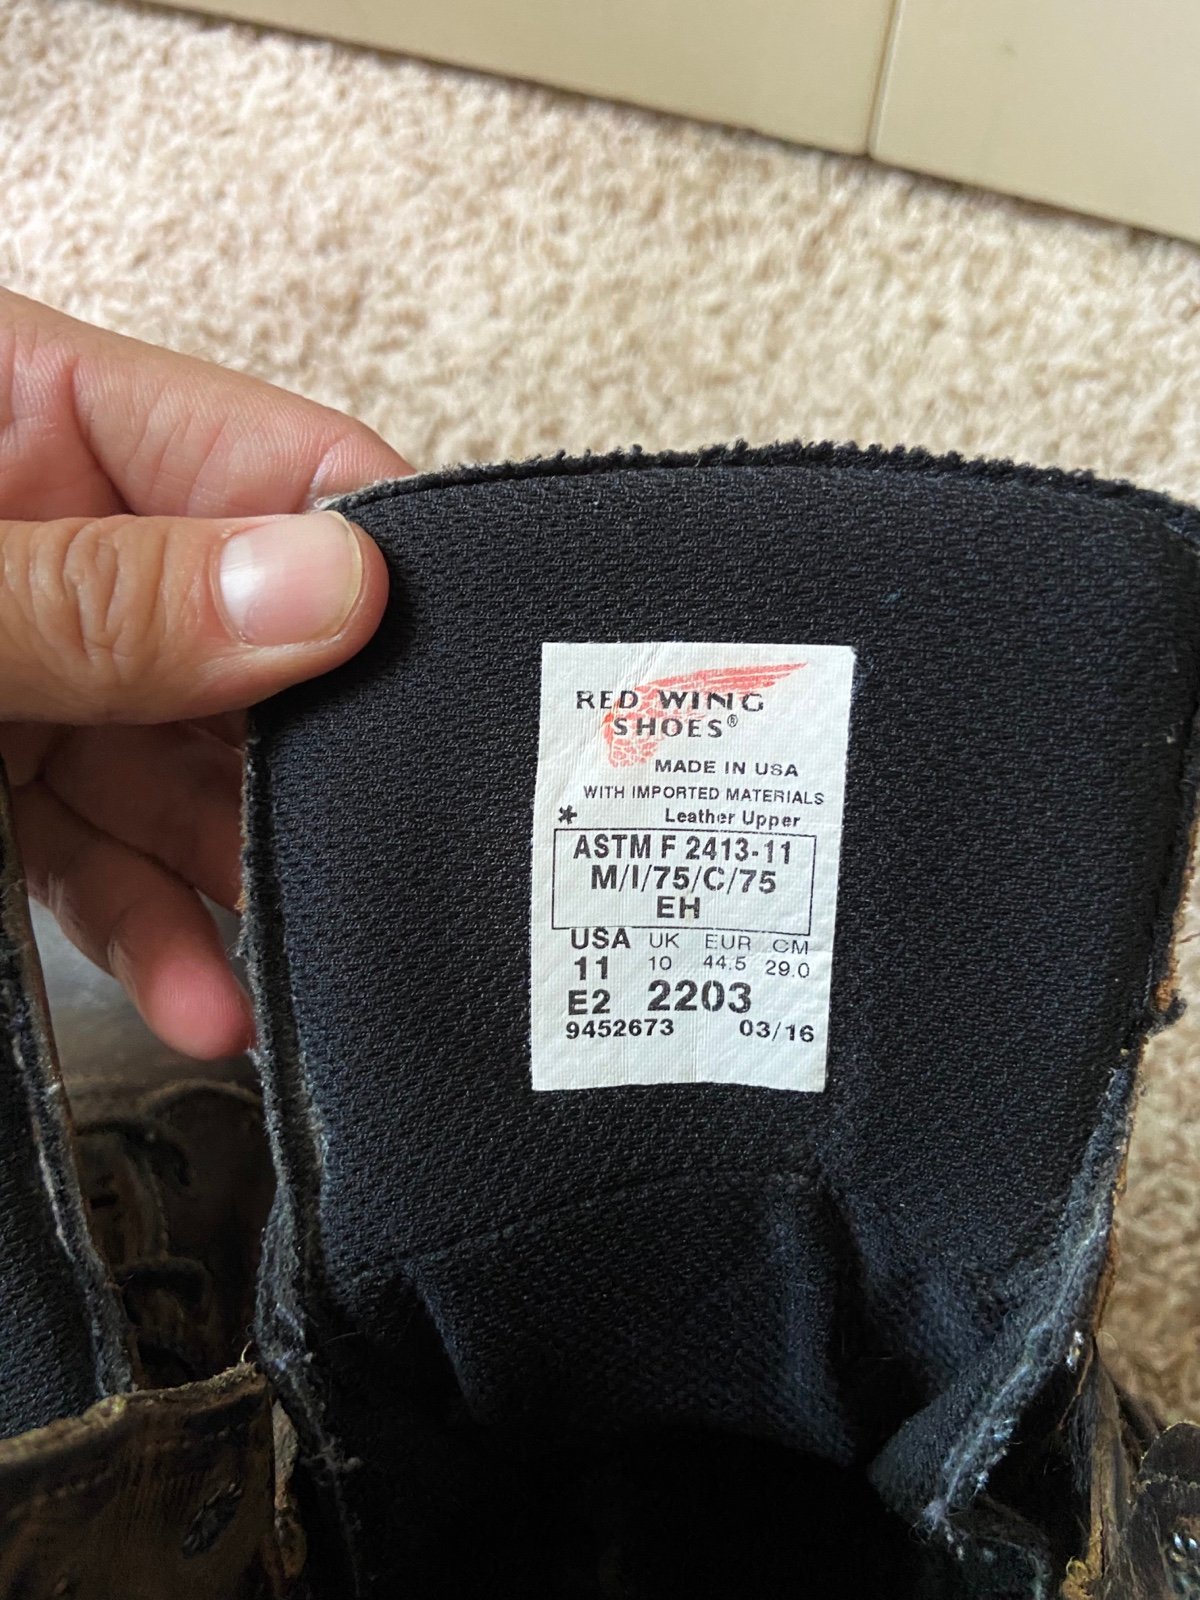 RED WING
SHOES®
MADE IN USA
WITH IMPORTED MATERIALS
* Leather Upper
ASTM F 2413-11
M/I/75/C/75
EH
USA UK EUR CM
11 10 44.5 29.0
E2 2203
9452673 03/16